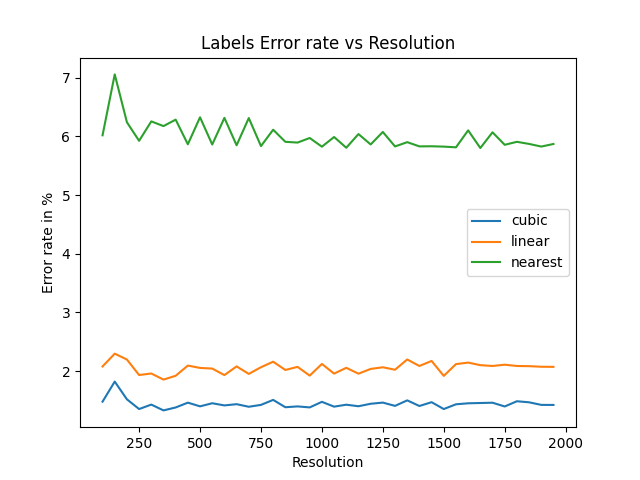 Labels Error rate vs Resolution
7
6
5
4
3
2
Error rate in %
cubic
linear
nearest
250 500 750 1000 1250 1500 1750 2000
Resolution